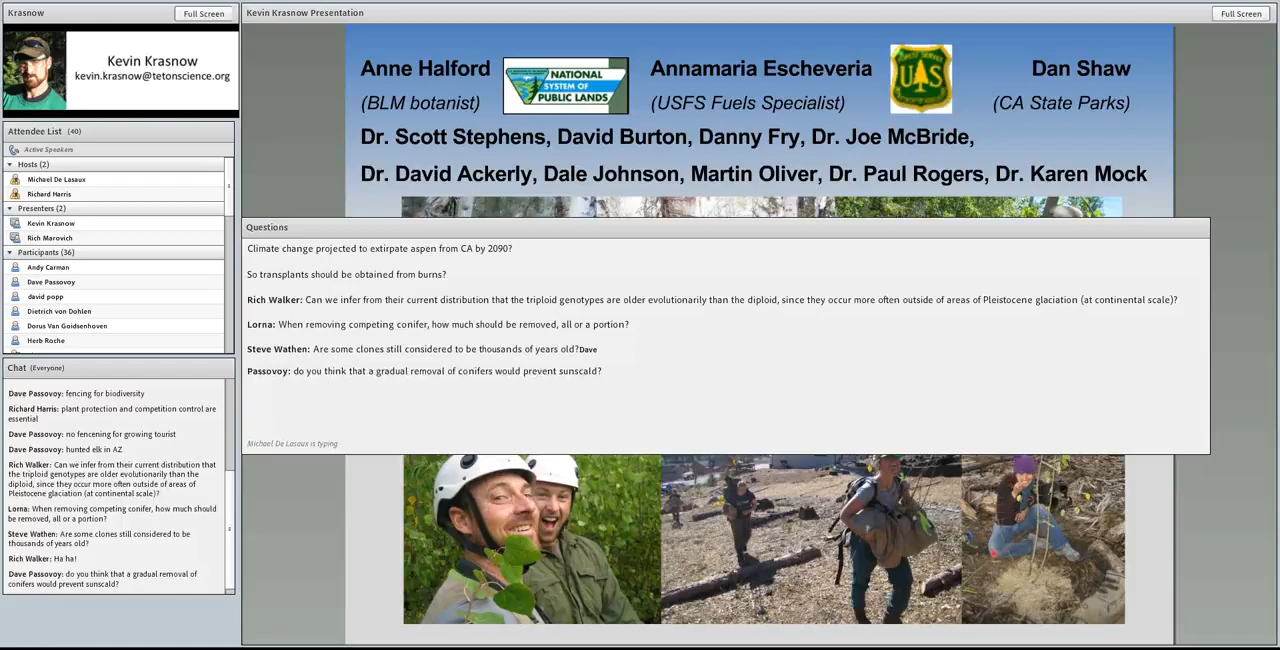 Krasnow
Full Screen
Kevin Krasnow
kevin.krasnow@tetonscience.org
Attendee List (40)
Active Speakers
Hosts (2)
Michael De Lasaux
Richard Harris
Presenters (2)
Kevin Krasnow
Rich Marovich
Participants (36)
Andy Carman
Dave Passovoy
david popp
Dietrich von Dohlen
Dorus Van Goidsenhoven
Herb Roche
Chat (Everyone)
Dave Passovoy: fencing for biodiversity
Richard Harris: plant protection and competition control are
essential
Dave Passovoy: no fencening for growing tourist
Dave Passovoy: hunted elk in AZ
Rich Walker: Can we infer from their current distribution that
the triploid genotypes are older evolutionarily than the
diploid, since they occur more often outside of areas of
Pleistocene glaciation (at continental scale)?
Lorna: When removing competing conifer, how much should
be removed, all or a portion?
Steve Wathen: Are some clones still considered to be
thousands of years old?
Rich Walker: Ha ha!
Dave Passovoy: do you think that a gradual removal of
conifers would prevent sunscald?
Kevin Krasnow Presentation
Full Screen
Anne Halford
NATIONAL
SYSTEM OF
PUBLIC LANDS
Annamaria Escheveria
U S
Dan Shaw
(BLM botanist)
(USFS Fuels Specialist)
(CA State Parks)
Dr. Scott Stephens, David Burton, Danny Fry, Dr. Joe McBride,
Dr. David Ackerly, Dale Johnson, Martin Oliver, Dr. Paul Rogers, Dr. Karen Mock
Questions
Climate change projected to extirpate aspen from CA by 2090?
So transplants should be obtained from burns?
Rich Walker: Can we infer from their current distribution that the triploid genotypes are older evolutionarily than the diploid, since they occur more often outside of areas of Pleistocene glaciation (at continental scale)?
Lorna: When removing competing conifer, how much should be removed, all or a portion?
Steve Wathen: Are some clones still considered to be thousands of years old?Dave
Passovoy: do you think that a gradual removal of conifers would prevent sunscald?
Michael De Lasaux is typing